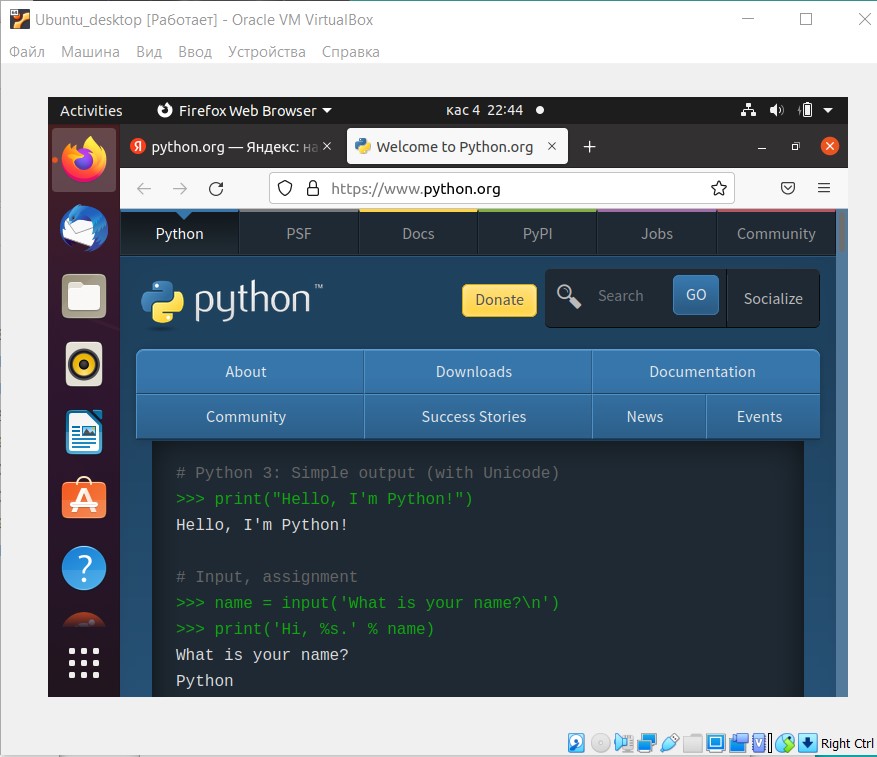 Ubuntu_desktop [Работает] - Oracle VM VirtualBox
Файл Машина Вид Ввод Устройства Справка
Activities Firefox Web Browser кас 4 22:44
Я python.org — Яндекс: на Welcome to Python.org
https://www.python.org
Python PSF Docs PyPI Jobs Community
python™ Donate Search GO Socialize
About Downloads Documentation
Community Success Stories News Events
# Python 3: Simple output (with Unicode)
>>> print("Hello, I'm Python!")
Hello, I'm Python!
# Input, assignment
>>> name = input('What is your name?\n')
>>> print('Hi, %s.' % name)
What is your name?
Python
Right Ctrl